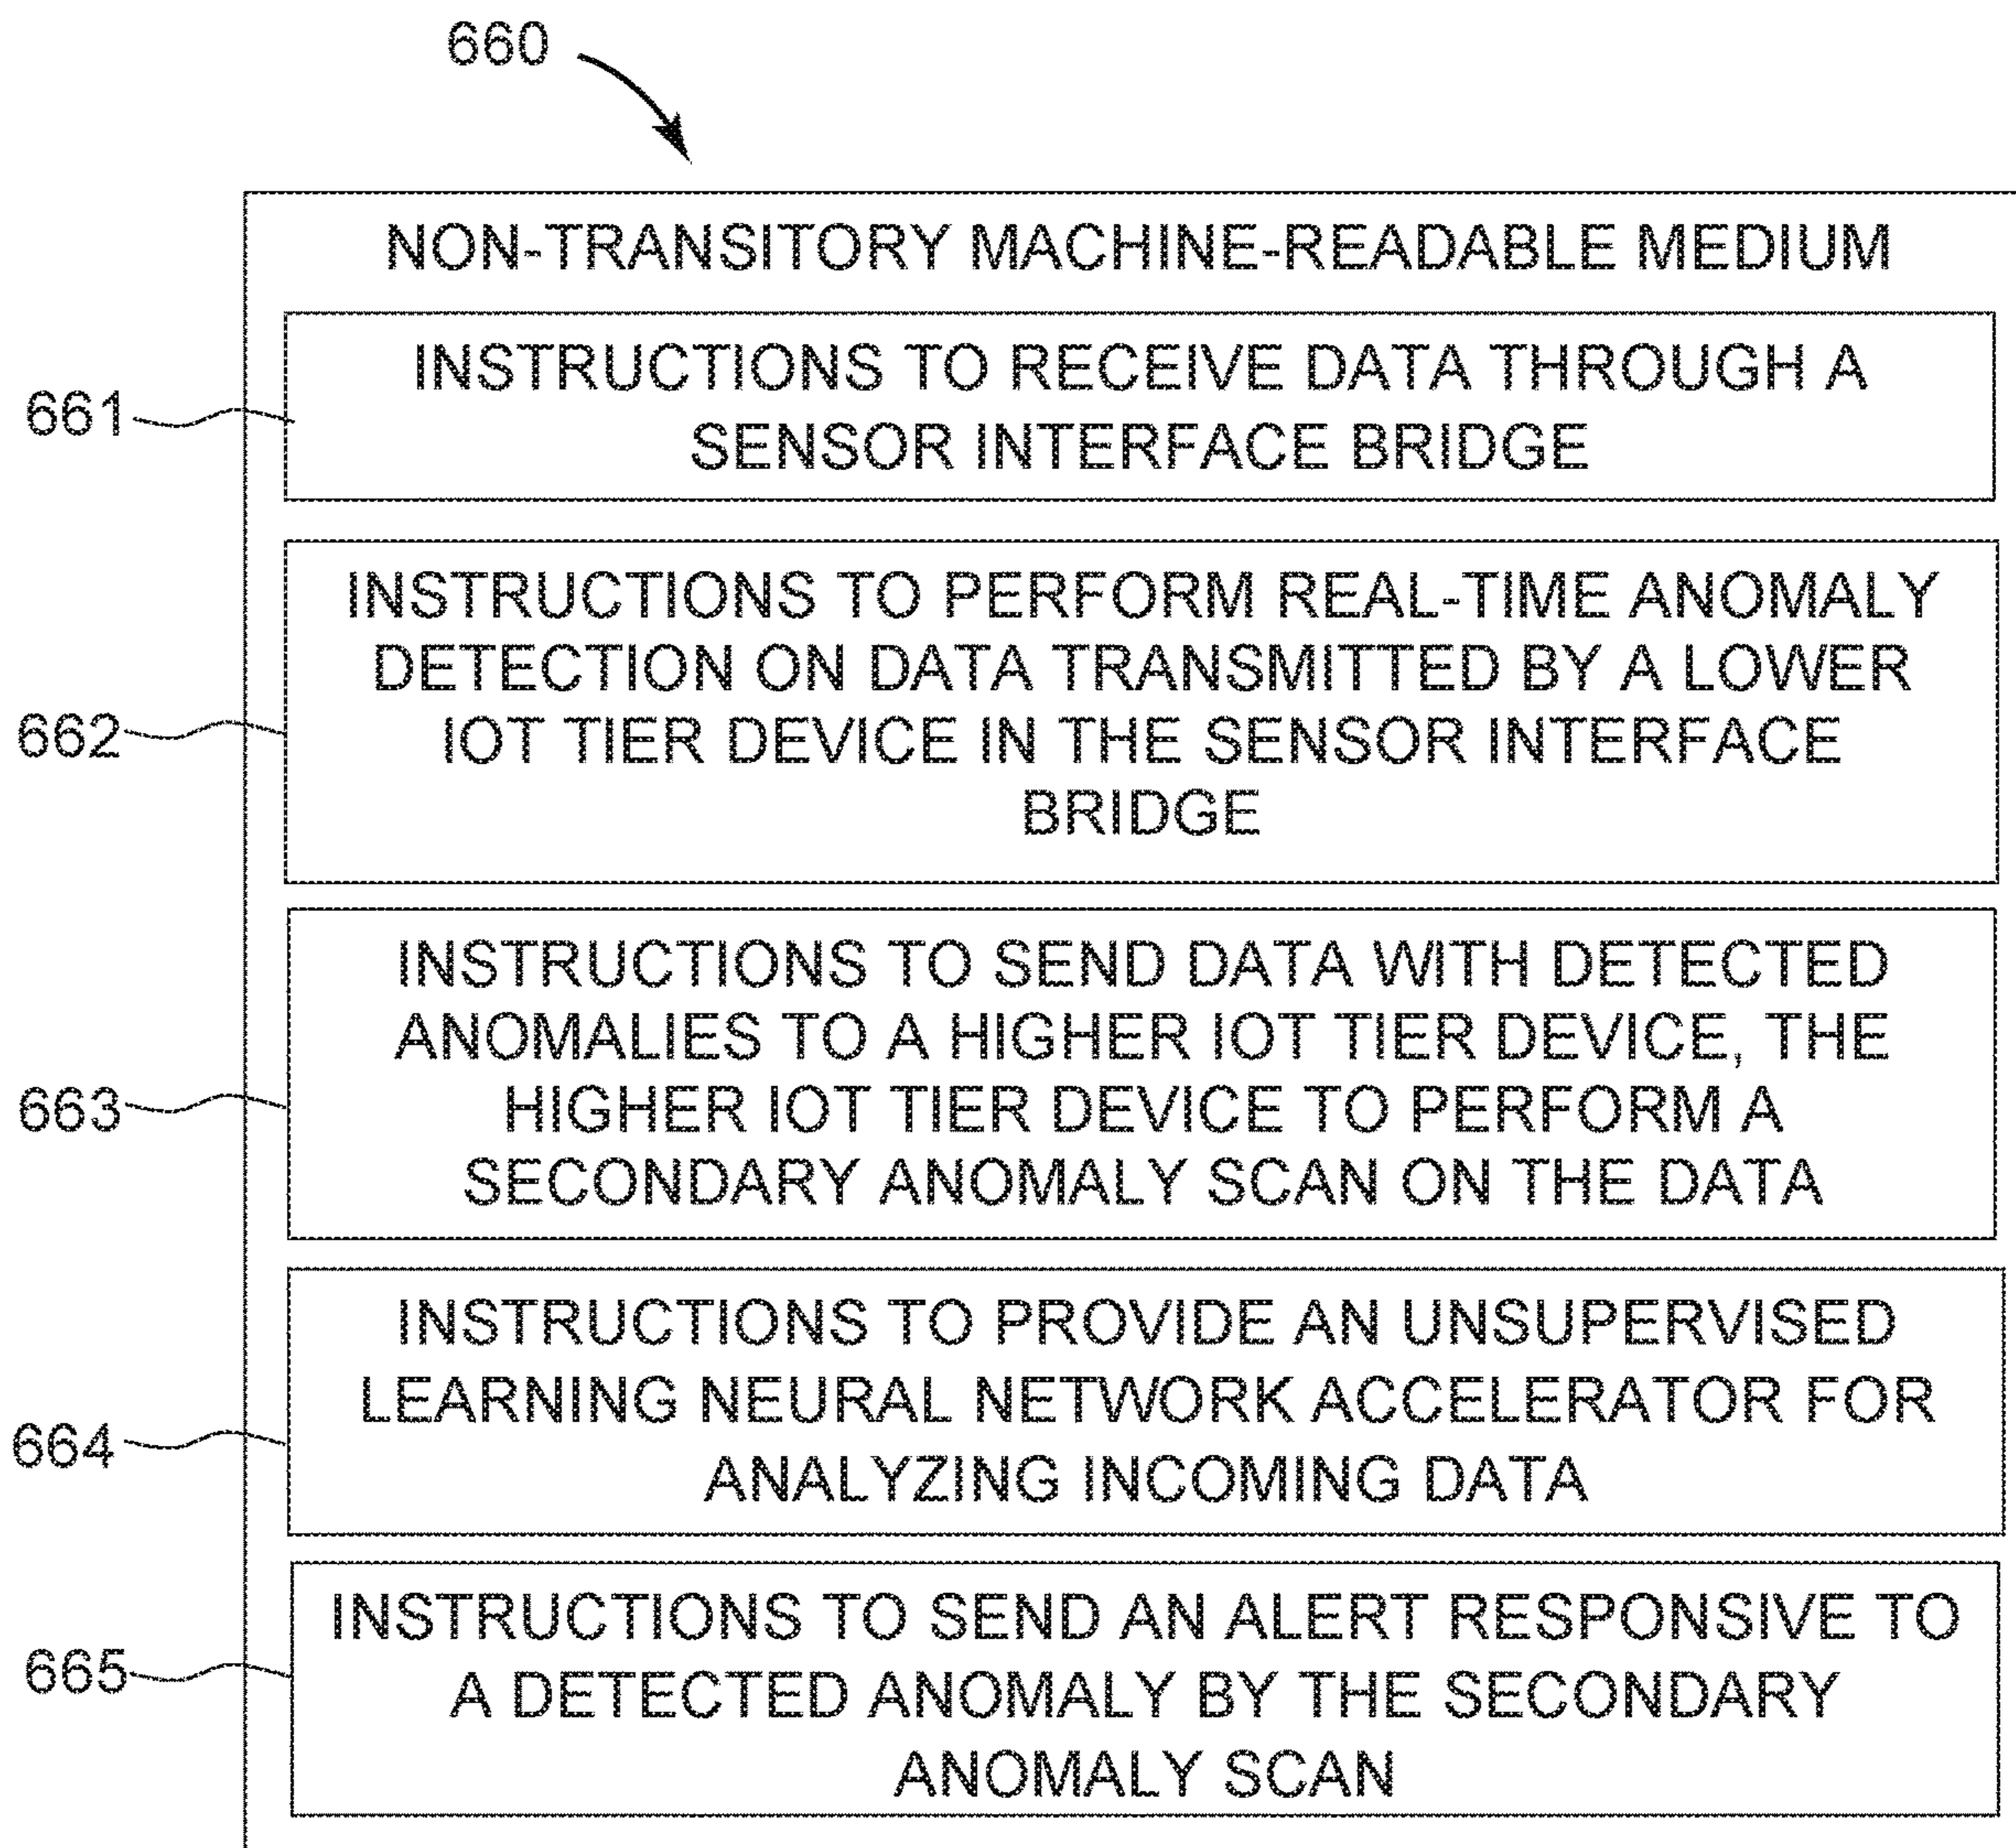 660
NON-TRANSITORY MACHINE-READABLE MEDIUM
INSTRUCTIONS TO RECEIVE DATA THROUGH A
SENSOR INTERFACE BRIDGE
661
INSTRUCTIONS TO PERFORM REAL-TIME ANOMALY
DETECTION ON DATA TRANSMITTED BY A LOWER
IOT TIER DEVICE IN THE SENSOR INTERFACE
BRIDGE
662
INSTRUCTIONS TO SEND DATA WITH DETECTED
ANOMALIES TO A HIGHER IOT TIER DEVICE, THE
HIGHER IOT TIER DEVICE TO PERFORM A
SECONDARY ANOMALY SCAN ON THE DATA
663
INSTRUCTIONS TO PROVIDE AN UNSUPERVISED
LEARNING NEURAL NETWORK ACCELERATOR FOR
ANALYZING INCOMING DATA
664
INSTRUCTIONS TO SEND AN ALERT RESPONSIVE TO
A DETECTED ANOMALY BY THE SECONDARY
ANOMALY SCAN
665